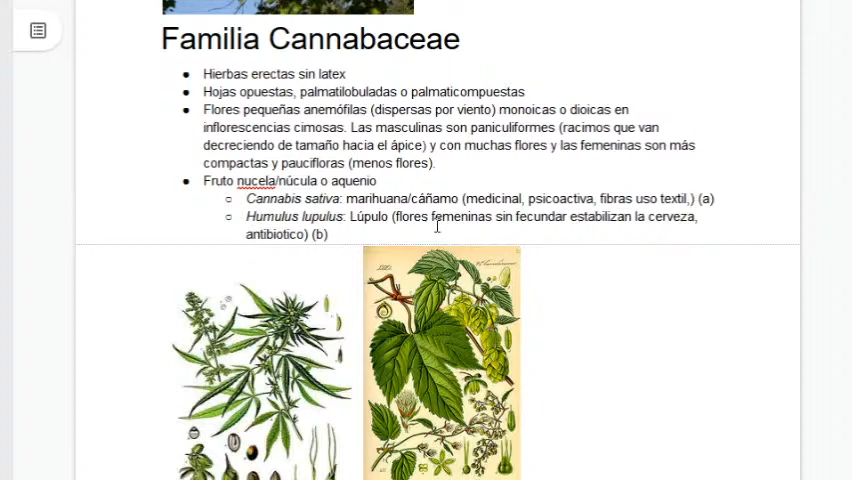 Familia Cannabaceae
● Hierbas erectas sin latex
● Hojas opuestas, palmatilobuladas o palmaticompuestas
● Flores pequeñas anemófilas (dispersas por viento) monoicas o dioicas en
inflorescencias cimosas. Las masculinas son paniculiformes (racimos que van
decreciendo de tamaño hacia el ápice) y con muchas flores y las femeninas son más
compactas y paucifloras (menos flores).
● Fruto nucela/núcula o aquenio
○ Cannabis sativa: marihuana/cáñamo (medicinal, psicoactiva, fibras uso textil,) (a)
○ Humulus lupulus: Lúpulo (flores femeninas sin fecundar estabilizan la cerveza,
antibiotico) (b)